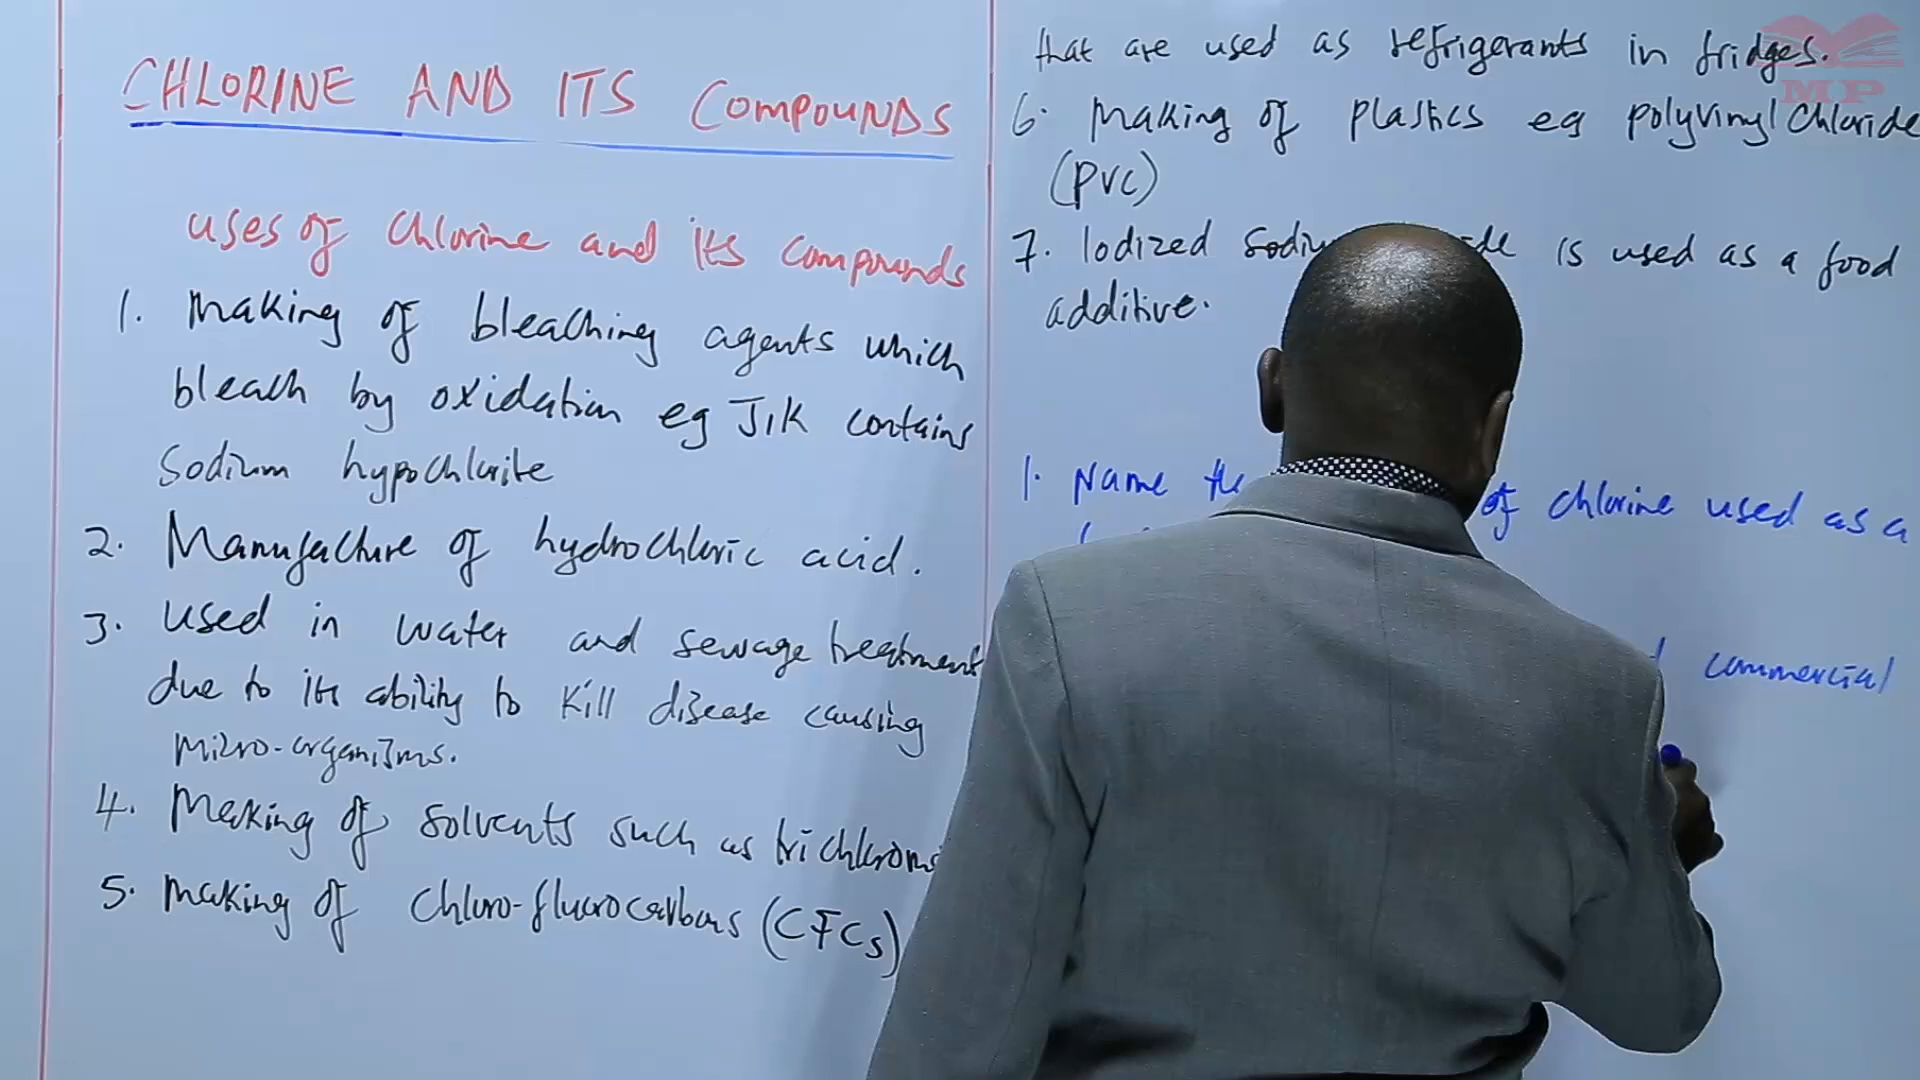 CHLORINE AND ITS COMPOUNDS
Uses of Chlorine and its compounds
1. Making of bleaching agents which
bleach by oxidation eg JIK contains
Sodium hypochlorite
2. Manufacture of hydrochloric acid.
3. Used in water and sewage treatment
due to its ability to kill disease causing
micro-organisms.
4. Making of solvents such as
5. Making of Chloro-fluorocarbons (CFCs)
that are used as refrigerants in fridges.
6. Making of plastics eg polyvinyl chloride
(PVC)
7. Iodized is used as a food
additive.
1. Name the of chlorine used as a
commercial
MP